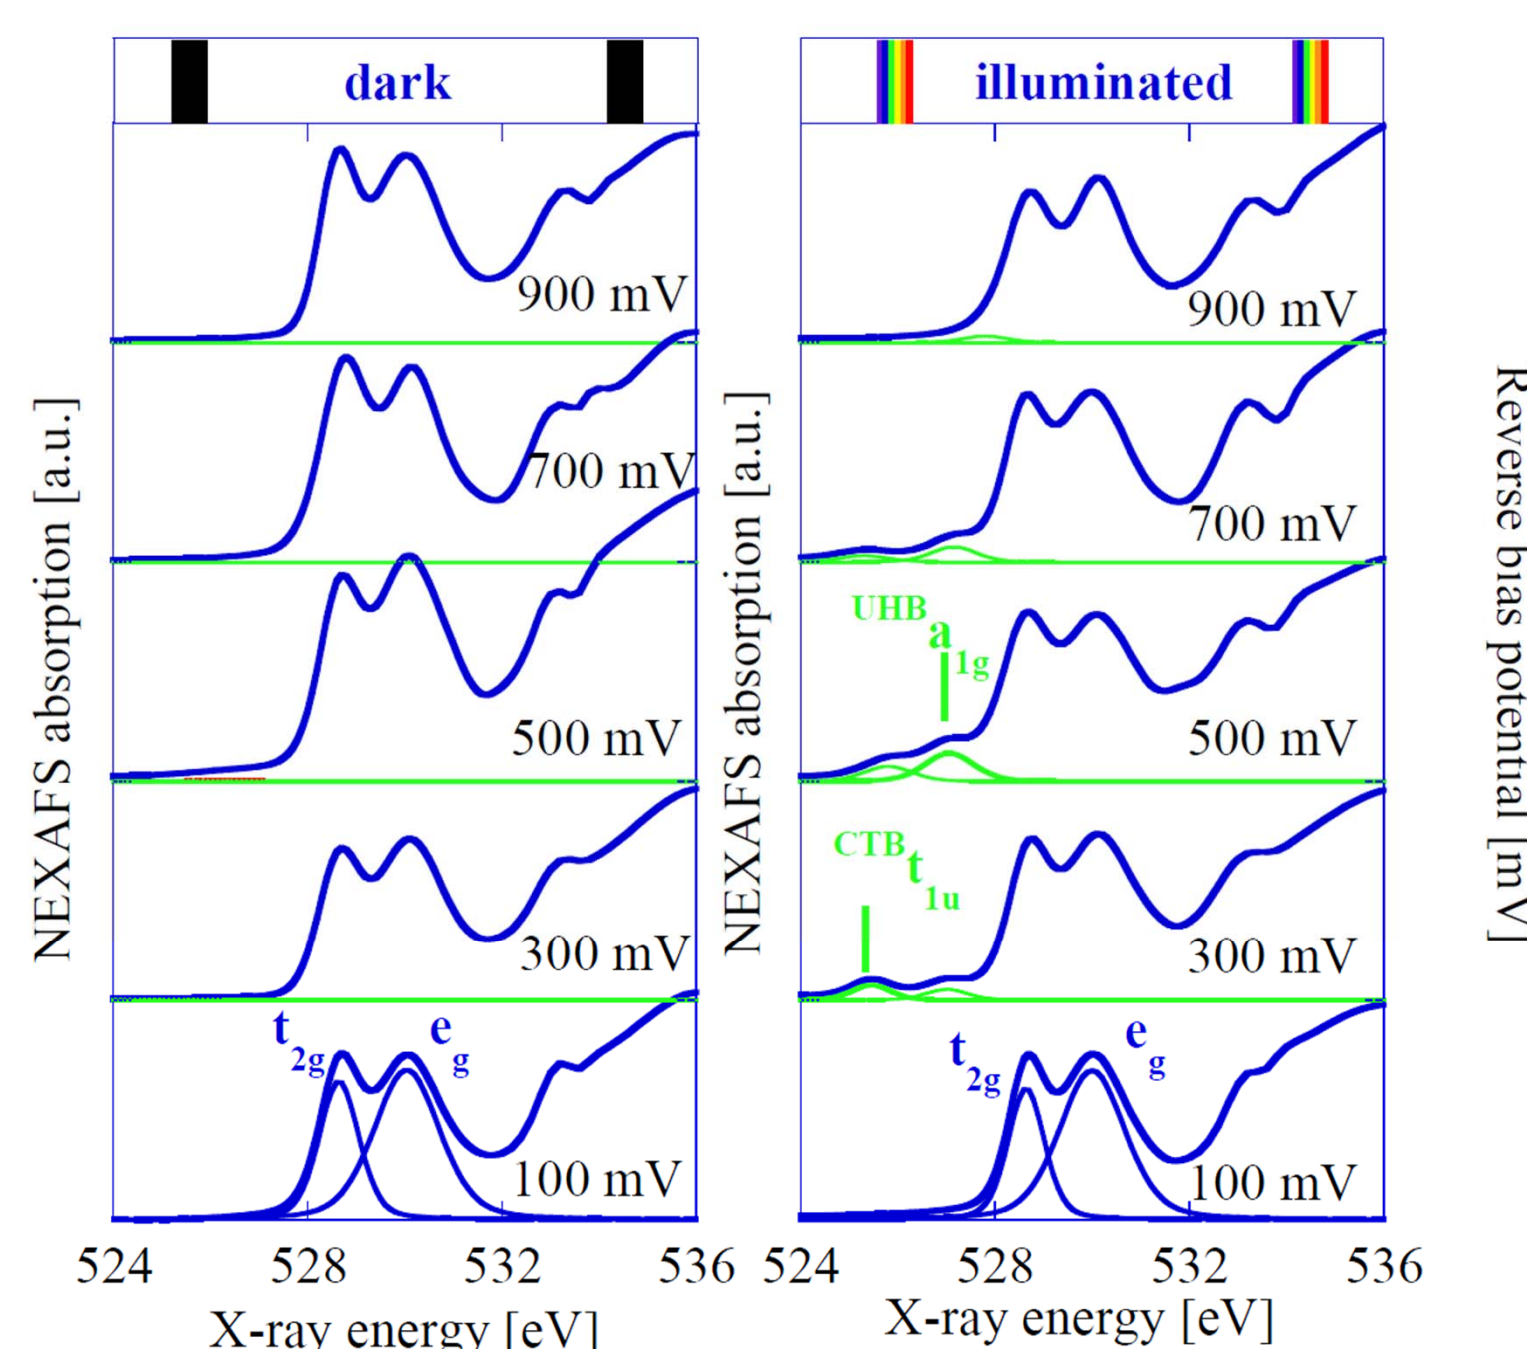 dark
900 mV
700 mV
500 mV
300 mV
t2g
eg
100 mV
524 528 532 536
X-ray energy [eV]
NEXAFS absorption [a.u.]
illuminated
900 mV
700 mV
UHB a1g
500 mV
CTB t1u
300 mV
t2g
eg
100 mV
524 528 532 536
X-ray energy [eV]
NEXAFS absorption [a.u.]
Reverse bias potential [mV]